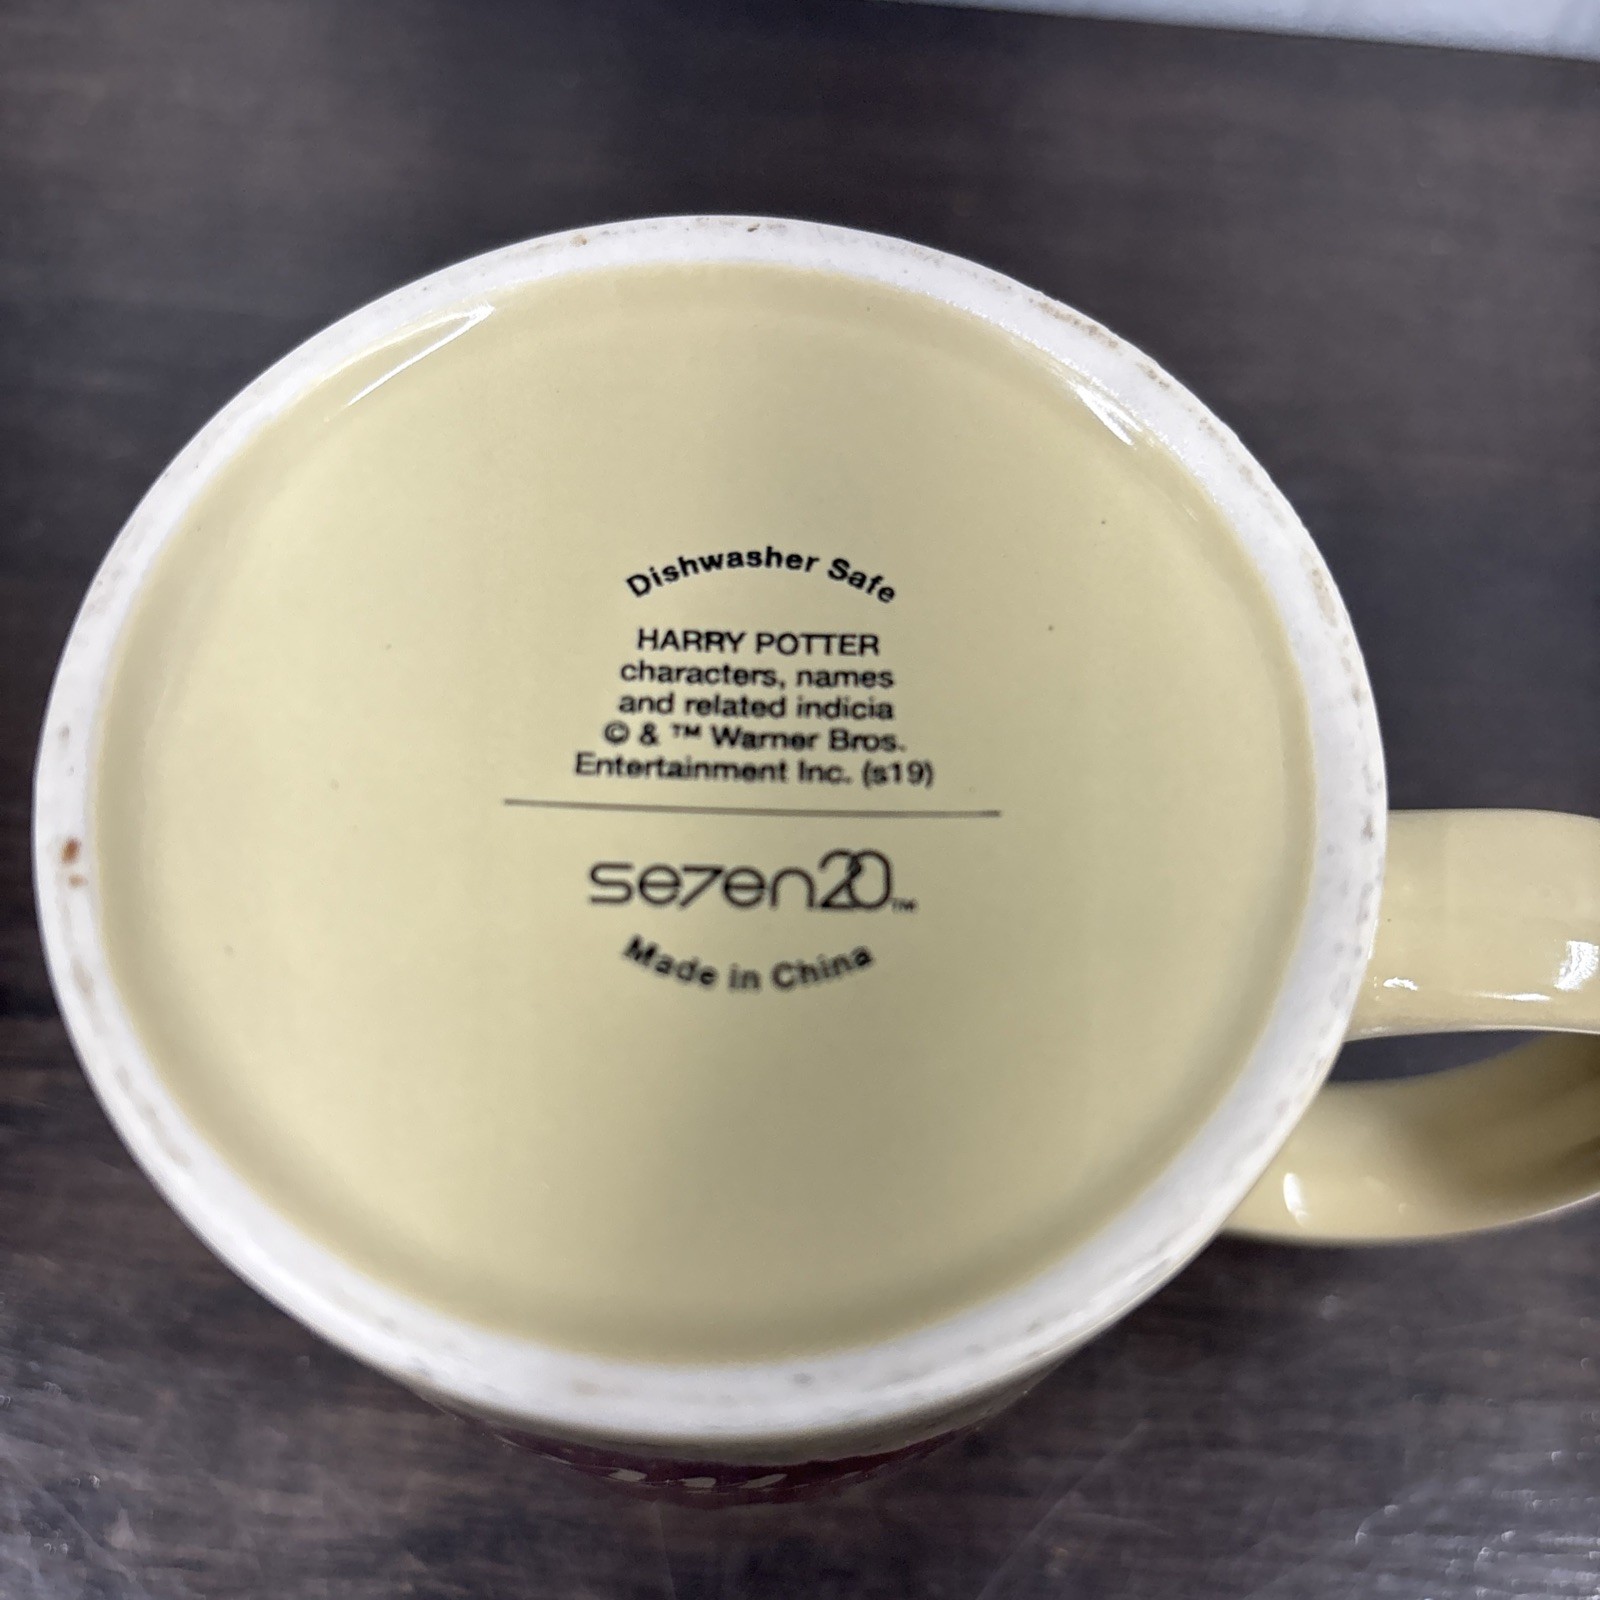 Dishwasher Safe
HARRY POTTER
characters, names
and related indicia
© & ™ Warner Bros.
Entertainment Inc. (s19)
se7en20™
Made in China